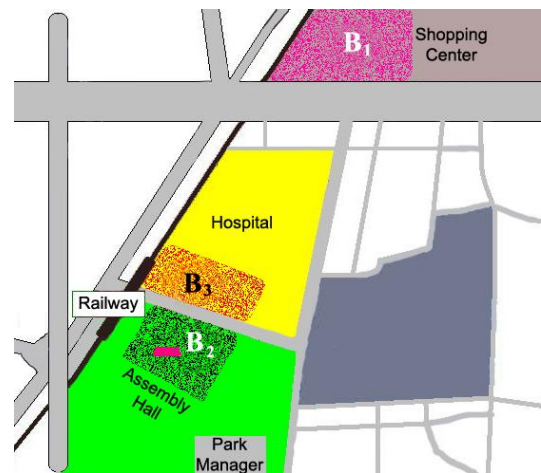 B1
Shopping
Center
Hospital
B3
Railway
B2
Assembly
Hall
Park
Manager